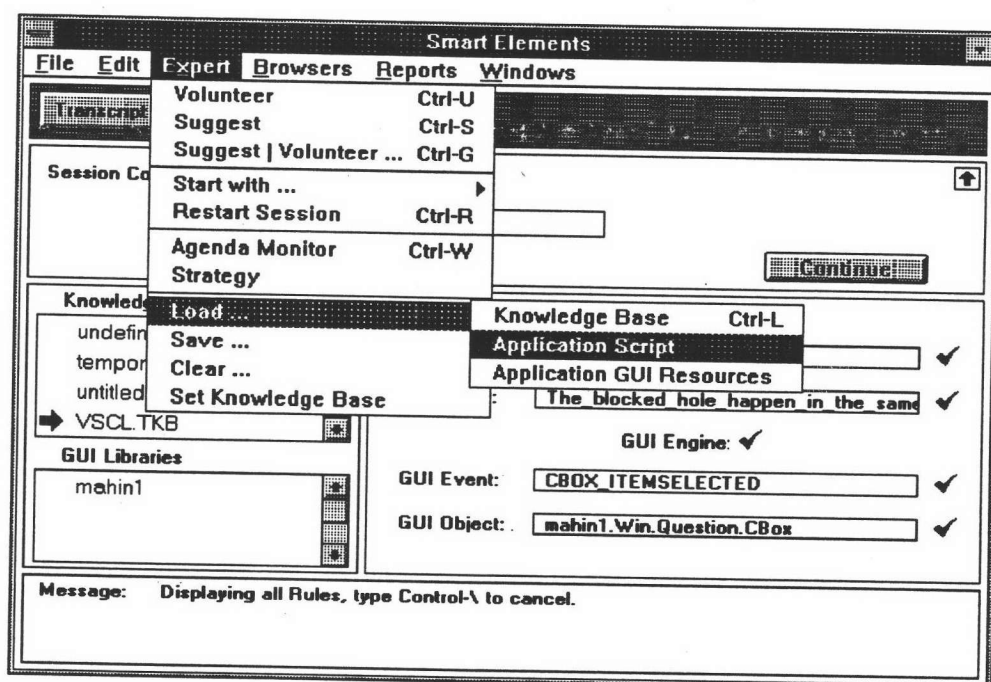 Smart Elements
File Edit Expert Browsers Reports Windows
Transcript
Volunteer Ctrl-U
Suggest Ctrl-S
Suggest | Volunteer ... Ctrl-G
Start with ...
Restart Session Ctrl-R
Agenda Monitor Ctrl-W
Strategy
Load ...
Save ...
Clear ...
Set Knowledge Base
Knowledge Base Ctrl-L
Application Script
Application GUI Resources
Session Co
Continue
Knowled
undefin
tempor
untitled
VSCL.TKB
GUI Libraries
mahin1
The_blocked_hole_happen_in_the_same
GUI Engine:
GUI Event: CBOX_ITEMSELECTED
GUI Object: mahin1.Win.Question.CBox
Message: Displaying all Rules, type Control-\ to cancel.